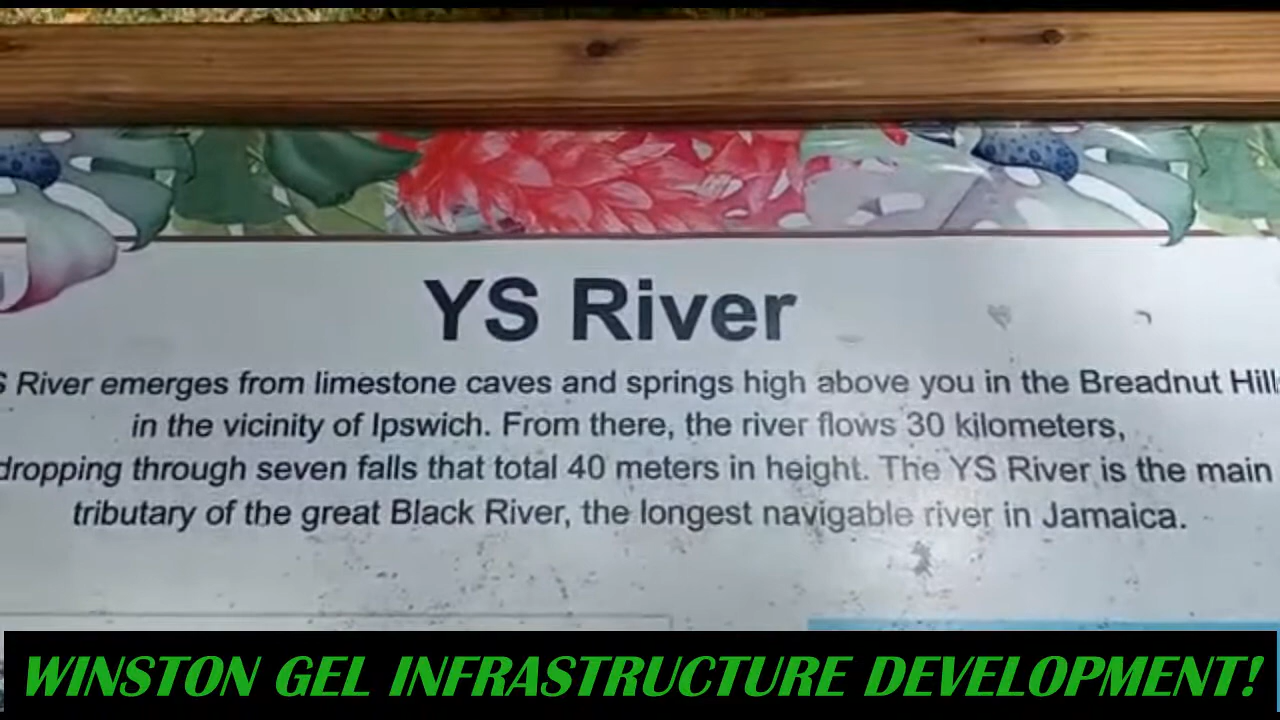 YS River
S River emerges from limestone caves and springs high above you in the Breadnut Hill
in the vicinity of Ipswich. From there, the river flows 30 kilometers,
dropping through seven falls that total 40 meters in height. The YS River is the main
tributary of the great Black River, the longest navigable river in Jamaica.
WINSTON GEL INFRASTRUCTURE DEVELOPMENT!